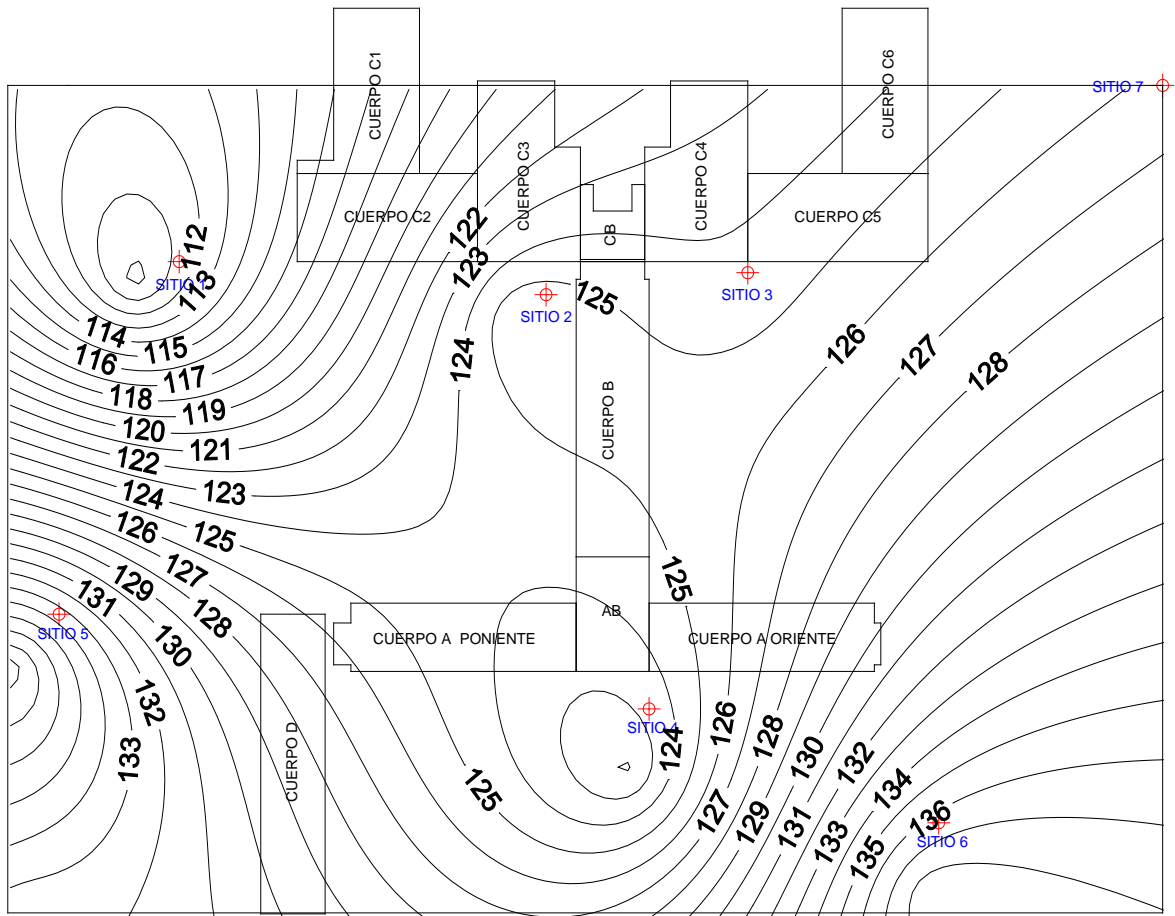 CUERPO C1
CUERPO C6
SITIO 7
CUERPO C3
CUERPO C4
CUERPO C2
CUERPO C5
CB
122
123
112
SITIO 1
113
SITIO 2
125
SITIO 3
114
115
116
117
118
119
120
121
122
123
124
124
126
127
128
CUERPO B
125
126
127
128
129
130
131
132
133
SITIO 5
125
AB
CUERPO A  PONIENTE
CUERPO A ORIENTE
CUERPO D
SITIO 4
124
125
126
127
128
129
130
131
132
133
134
135
136
SITIO 6